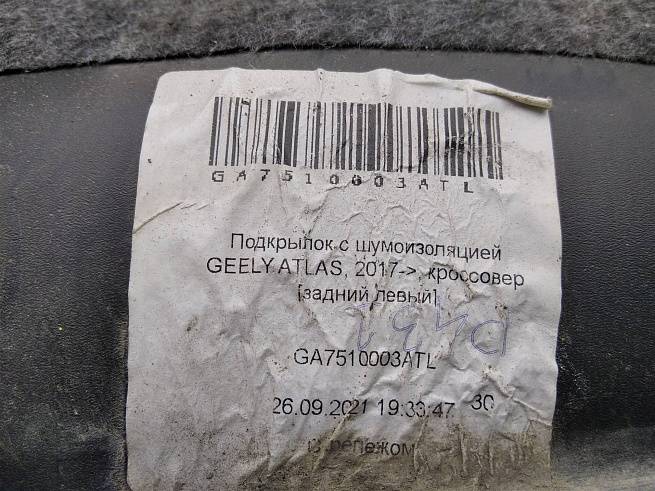 GA7510003ATL
Подкрылок с шумоизоляцией
GEELY ATLAS, 2017->, кроссовер
[задний левый]
GA7510003ATL
26.09.2021 19:33:47 30
крепежом